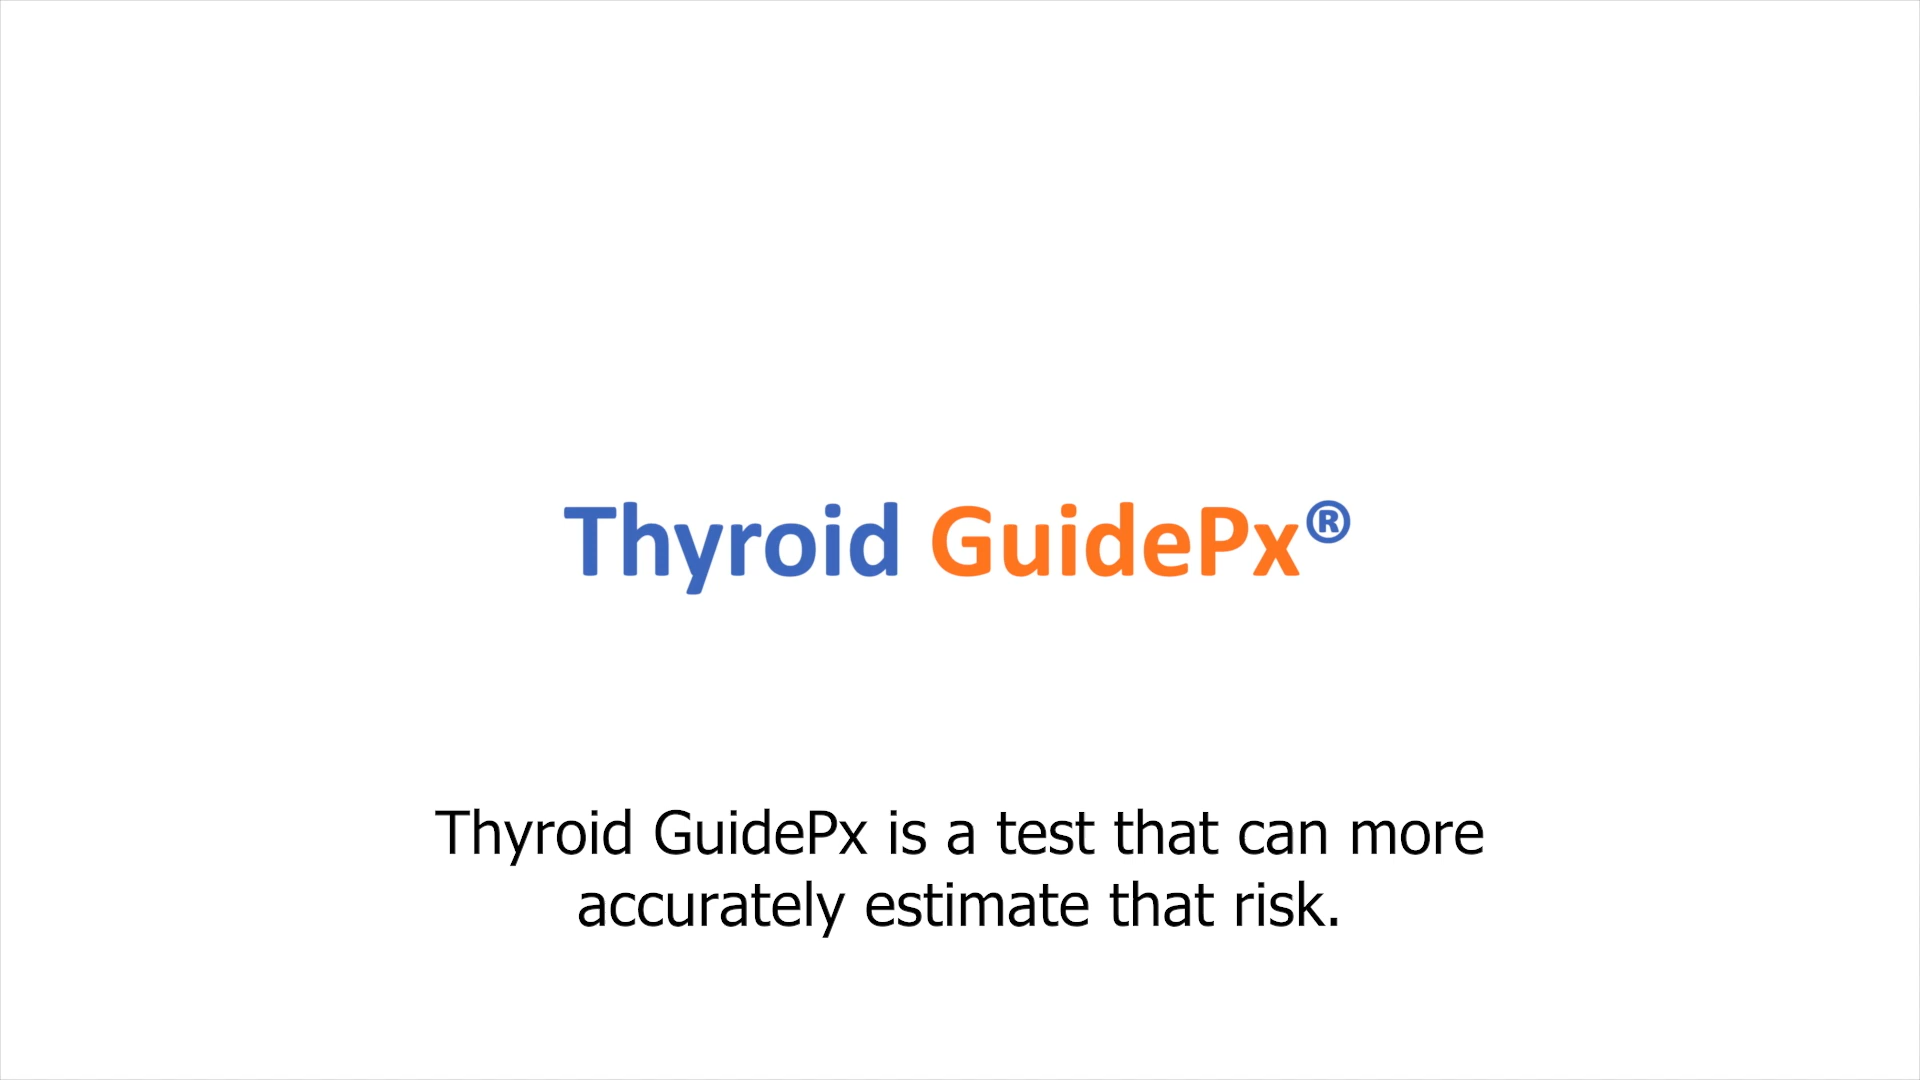 Thyroid GuidePx®
Thyroid GuidePx is a test that can more
accurately estimate that risk.